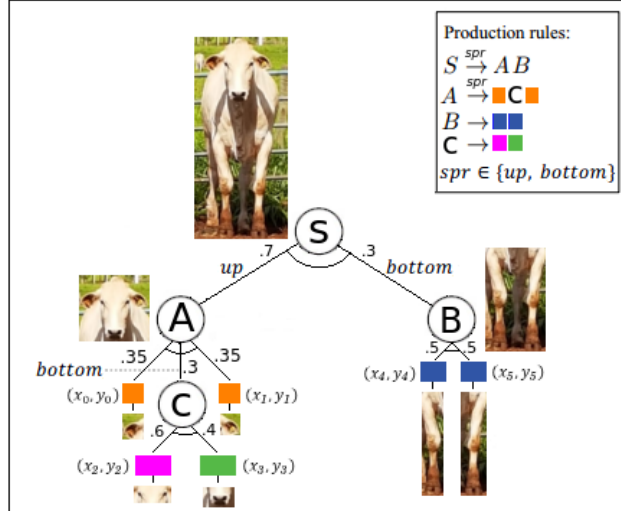 Production rules:
S spr→ A B
A spr→ C
B →
C →
spr ∈ {up, bottom}
S
.7 .3
up bottom
A B
.35 .35 .5 .5
bottom .3
(x₄, y₄) (x₅, y₅)
(x₀, y₀) (x₁, y₁)
C
.6 .4
(x₂, y₂) (x₃, y₃)